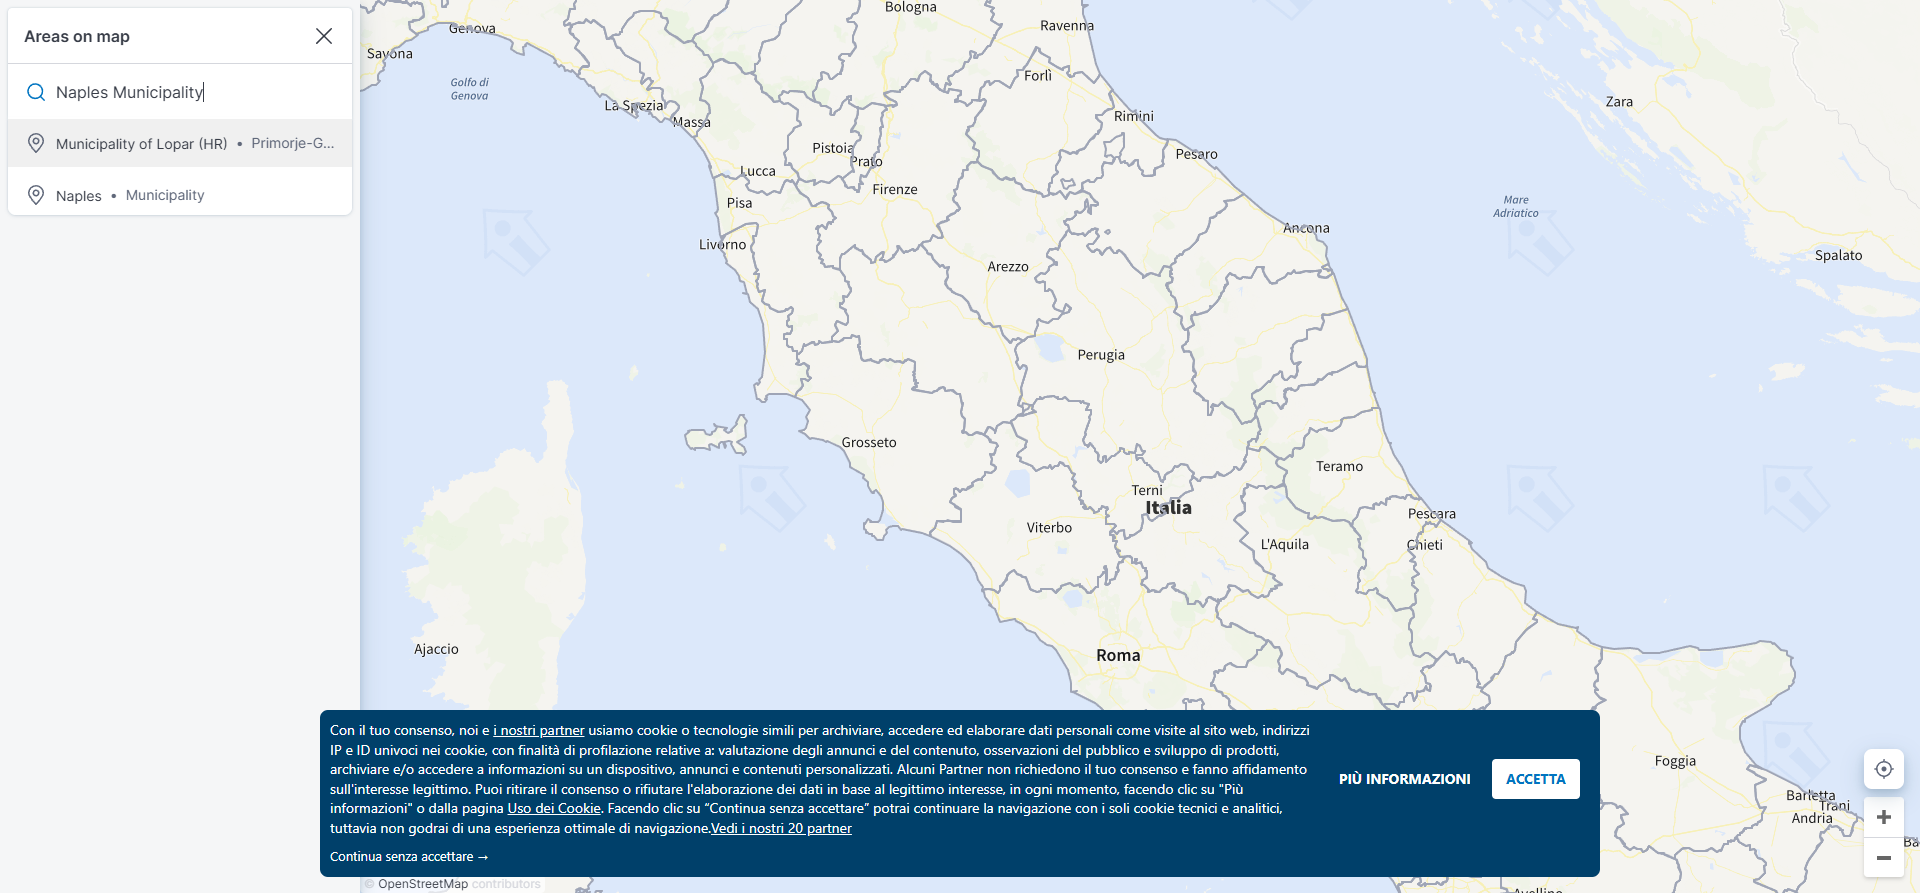 Areas on map
Naples Municipality
Municipality of Lopar (HR) • Primorje-G...
Naples • Municipality
Bologna
Genova
Ravenna
Savona
Forlì
Golfo di
Genova
La Spezia
Zara
Massa
Rimini
Pistoia
Prato
Pesaro
Lucca
Firenze
Pisa
Mare
Adriatico
Ancona
Livorno
Spalato
Arezzo
Perugia
Grosseto
Teramo
Terni
Italia
Viterbo
Pescara
L'Aquila
Chieti
Ajaccio
Roma
Foggia
Barletta
Trani
Andria
Ba
Avellino
Con il tuo consenso, noi e i nostri partner usiamo cookie o tecnologie simili per archiviare, accedere ed elaborare dati personali come visite al sito web, indirizzi
IP e ID univoci nei cookie, con finalità di profilazione relative a: valutazione degli annunci e del contenuto, osservazioni del pubblico e sviluppo di prodotti,
archiviare e/o accedere a informazioni su un dispositivo, annunci e contenuti personalizzati. Alcuni Partner non richiedono il tuo consenso e fanno affidamento
sull'interesse legittimo. Puoi ritirare il consenso o rifiutare l'elaborazione dei dati in base al legittimo interesse, in ogni momento, facendo clic su "Più
informazioni" o dalla pagina Uso dei Cookie. Facendo clic su “Continua senza accettare” potrai continuare la navigazione con i soli cookie tecnici e analitici,
tuttavia non godrai di una esperienza ottimale di navigazione.Vedi i nostri 20 partner
Continua senza accettare →
PIÙ INFORMAZIONI
ACCETTA
© OpenStreetMap contributors